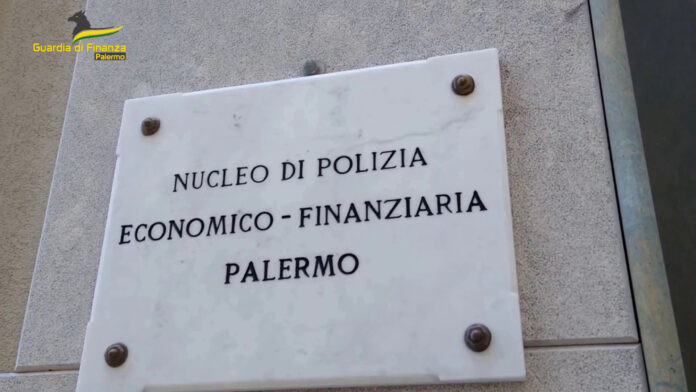 Guardia di Finanza
Palermo
NUCLEO DI POLIZIA
ECONOMICO - FINANZIARIA
PALERMO